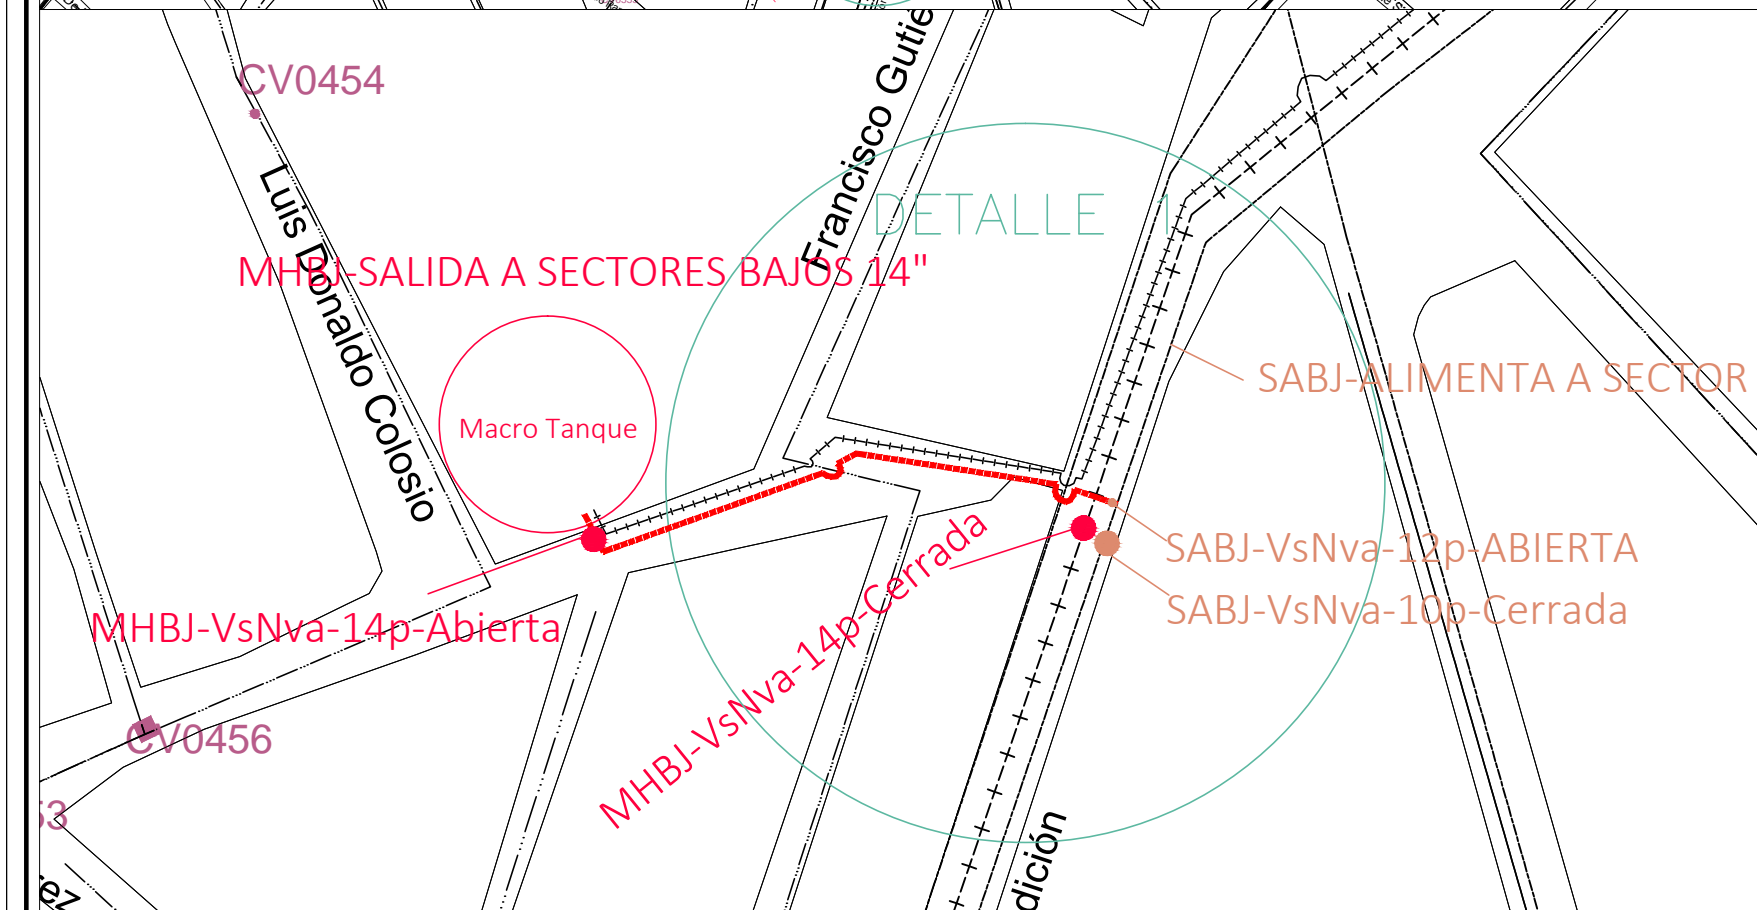 CV0454
Francisco Gutie
Luis Donaldo Colosio
DETALLE 1
MHBJ-SALIDA A SECTORES BAJOS 14"
SABJ-ALIMENTA A SECTOR
Macro Tanque
SABJ-VsNva-12p-ABIERTA
SABJ-VsNva-10p-Cerrada
MHBJ-VsNva-14p-Abierta
MHBJ-VsNva-14p-Cerrada
CV0456
53
dición
rez